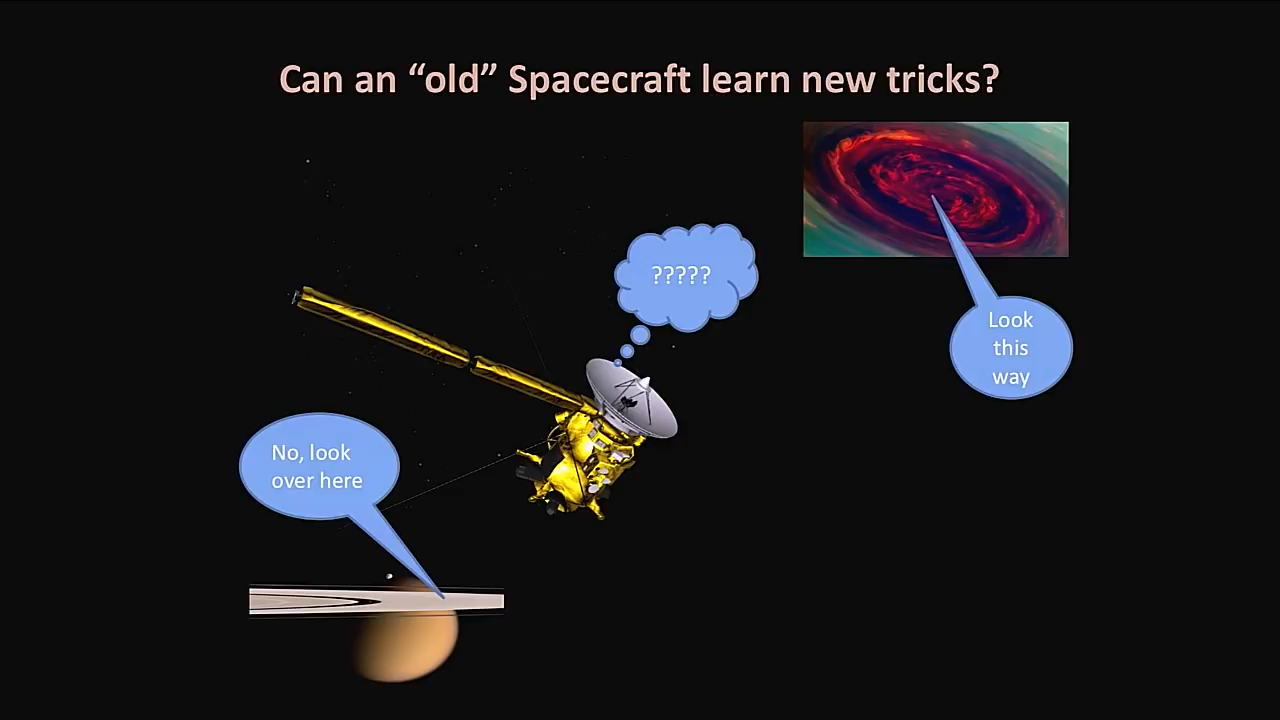 Can an “old” Spacecraft learn new tricks?
?????
Look
this
way
No, look
over here